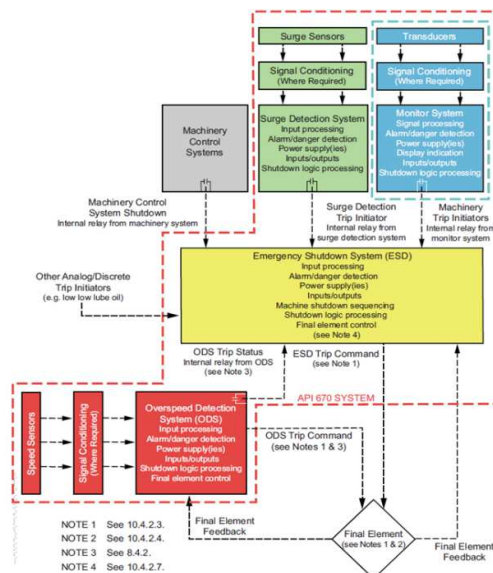 Surge Sensors
Transducers
Signal Conditioning
(Where Required)
Signal Conditioning
(Where Required)
Machinery
Control
Systems
Surge Detection System
Input processing
Alarm/danger detection
Power supply(ies)
Inputs/outputs
Shutdown logic processing
Monitor System
Signal processing
Alarm/danger detection
Power supply(ies)
Display indication
Inputs/outputs
Shutdown logic processing
Machinery Control
System Shutdown
Internal relay from machinery system
Surge Detection
Trip Initiator
Internal relay from
surge detection system
Machinery
Trip Initiators
Internal relay from
monitor system
Other Analog/Discrete
Trip Initiators
(e.g. low low lube oil)
Emergency Shutdown System (ESD)
Input processing
Alarm/danger detection
Power supply(ies)
Inputs/outputs
Machine shutdown sequencing
Shutdown logic processing
Final element control
(see Note 4)
ODS Trip Status
Internal relay from ODS
(see Note 3)
ESD Trip Command
(see Note 1)
API 670 SYSTEM
Speed Sensors
Signal Conditioning
(Where Required)
Overspeed Detection
System (ODS)
Input processing
Alarm/danger detection
Power supply(ies)
Inputs/outputs
Shutdown logic processing
Final element control
ODS Trip Command
(see Notes 1 & 3)
Final Element
Feedback
Final Element
(see Notes 1 & 2)
Final Element
Feedback
NOTE 1 See 10.4.2.3.
NOTE 2 See 10.4.2.4.
NOTE 3 See 8.4.2.
NOTE 4 See 10.4.2.7.